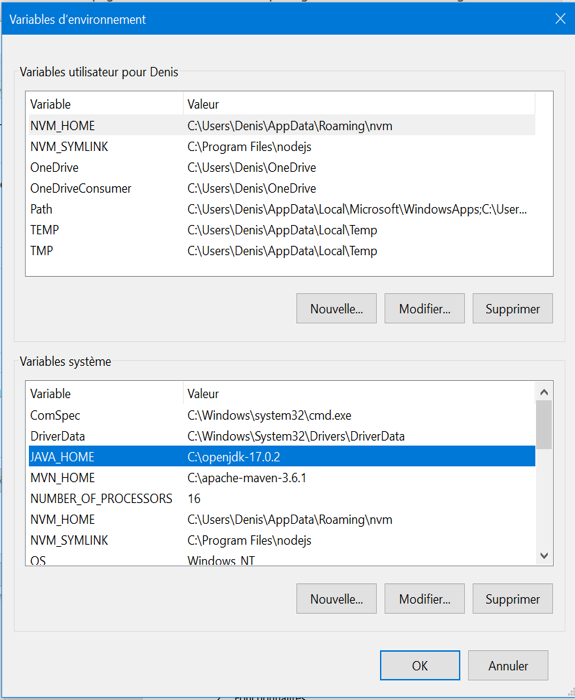 Variables d'environnement
Variables utilisateur pour Denis
Variable Valeur
NVM_HOME C:\Users\Denis\AppData\Roaming\nvm
NVM_SYMLINK C:\Program Files\nodejs
OneDrive C:\Users\Denis\OneDrive
OneDriveConsumer C:\Users\Denis\OneDrive
Path C:\Users\Denis\AppData\Local\Microsoft\WindowsApps;C:\User...
TEMP C:\Users\Denis\AppData\Local\Temp
TMP C:\Users\Denis\AppData\Local\Temp
Nouvelle... Modifier... Supprimer
Variables système
Variable Valeur
ComSpec C:\Windows\system32\cmd.exe
DriverData C:\Windows\System32\Drivers\DriverData
JAVA_HOME C:\openjdk-17.0.2
MVN_HOME C:\apache-maven-3.6.1
NUMBER_OF_PROCESSORS 16
NVM_HOME C:\Users\Denis\AppData\Roaming\nvm
NVM_SYMLINK C:\Program Files\nodejs
OS Windows_NT
Nouvelle... Modifier... Supprimer
OK Annuler